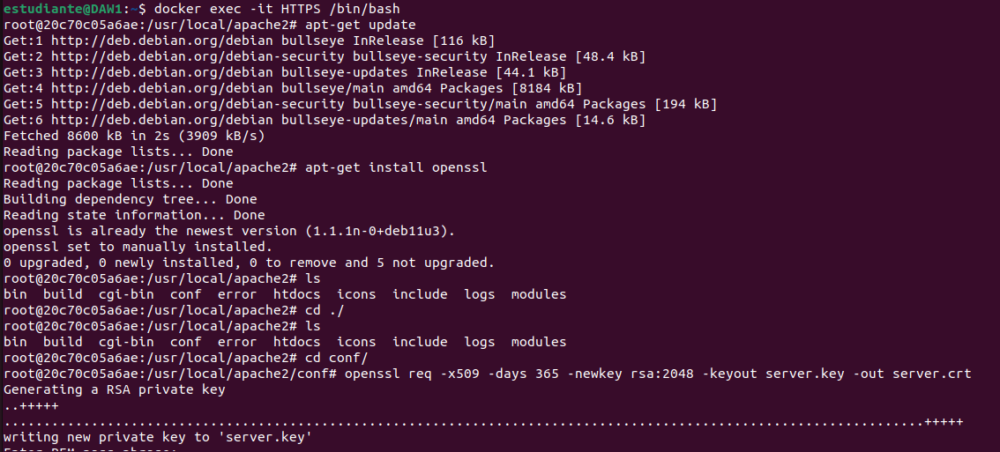 estudiante@DAW1:~$ docker exec -it HTTPS /bin/bash
root@20c70c05a6ae:/usr/local/apache2# apt-get update
Get:1 http://deb.debian.org/debian bullseye InRelease [116 kB]
Get:2 http://deb.debian.org/debian-security bullseye-security InRelease [48.4 kB]
Get:3 http://deb.debian.org/debian bullseye-updates InRelease [44.1 kB]
Get:4 http://deb.debian.org/debian bullseye/main amd64 Packages [8184 kB]
Get:5 http://deb.debian.org/debian-security bullseye-security/main amd64 Packages [194 kB]
Get:6 http://deb.debian.org/debian bullseye-updates/main amd64 Packages [14.6 kB]
Fetched 8600 kB in 2s (3909 kB/s)
Reading package lists... Done
root@20c70c05a6ae:/usr/local/apache2# apt-get install openssl
Reading package lists... Done
Building dependency tree... Done
Reading state information... Done
openssl is already the newest version (1.1.1n-0+deb11u3).
openssl set to manually installed.
0 upgraded, 0 newly installed, 0 to remove and 5 not upgraded.
root@20c70c05a6ae:/usr/local/apache2# ls
bin  build  cgi-bin  conf  error  htdocs  icons  include  logs  modules
root@20c70c05a6ae:/usr/local/apache2# cd ./
root@20c70c05a6ae:/usr/local/apache2# ls
bin  build  cgi-bin  conf  error  htdocs  icons  include  logs  modules
root@20c70c05a6ae:/usr/local/apache2# cd conf/
root@20c70c05a6ae:/usr/local/apache2/conf# openssl req -x509 -days 365 -newkey rsa:2048 -keyout server.key -out server.crt
Generating a RSA private key
..+++++
....................................................................................................................+++++
writing new private key to 'server.key'
Enter PEM pass phrase: